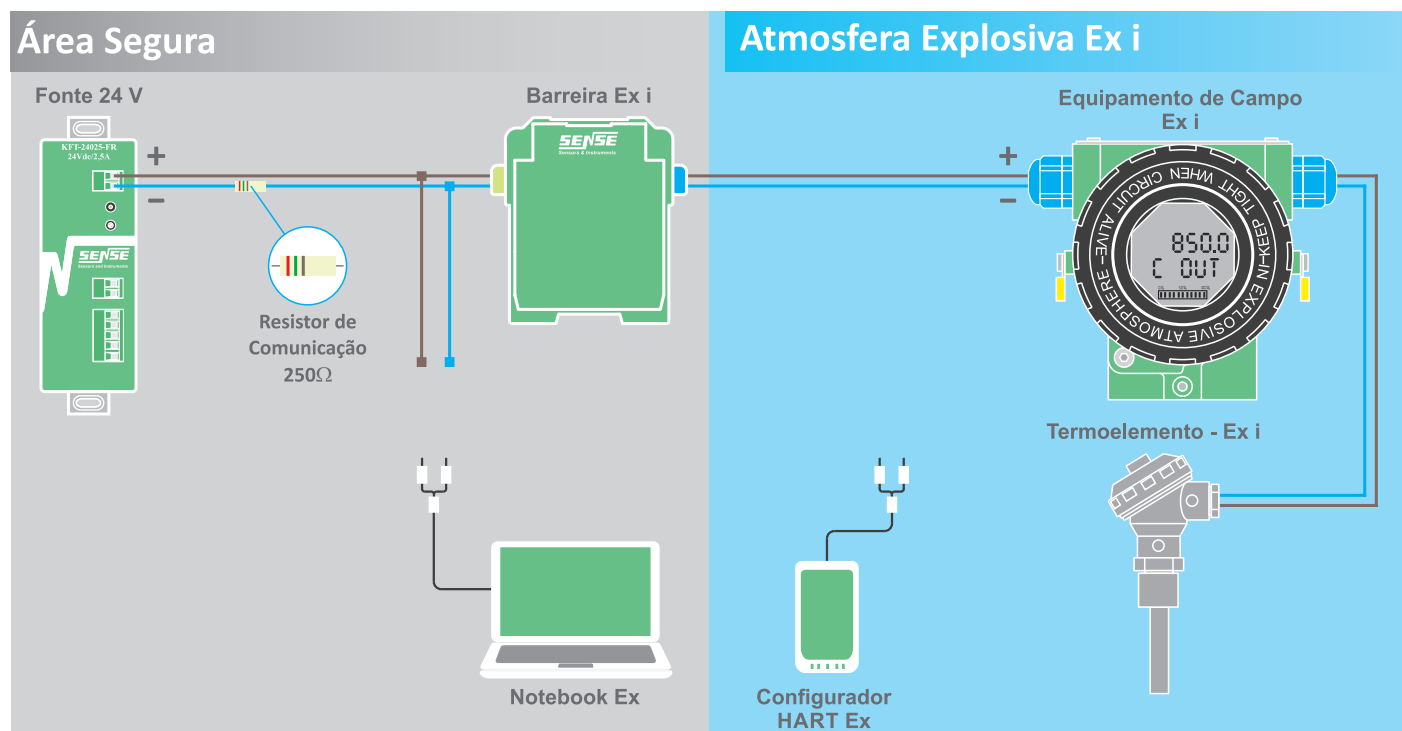 Área Segura
Atmosfera Explosiva Ex i
Fonte 24 V
Barreira Ex i
Equipamento de Campo
Ex i
KFT-24025-FR
24Vdc/2,5A
+
−
SENSE
Sensors and Instruments
Resistor de
Comunicação
250Ω
SENSE
Sensors & Instruments
+
−
WHEN CIRCUIT ALIVE-
KEEP TIGHT
-IN EXPLOSIVE ATMOSPHERE
850.0
C OUT
Termoelemento - Ex i
Notebook Ex
Configurador
HART Ex